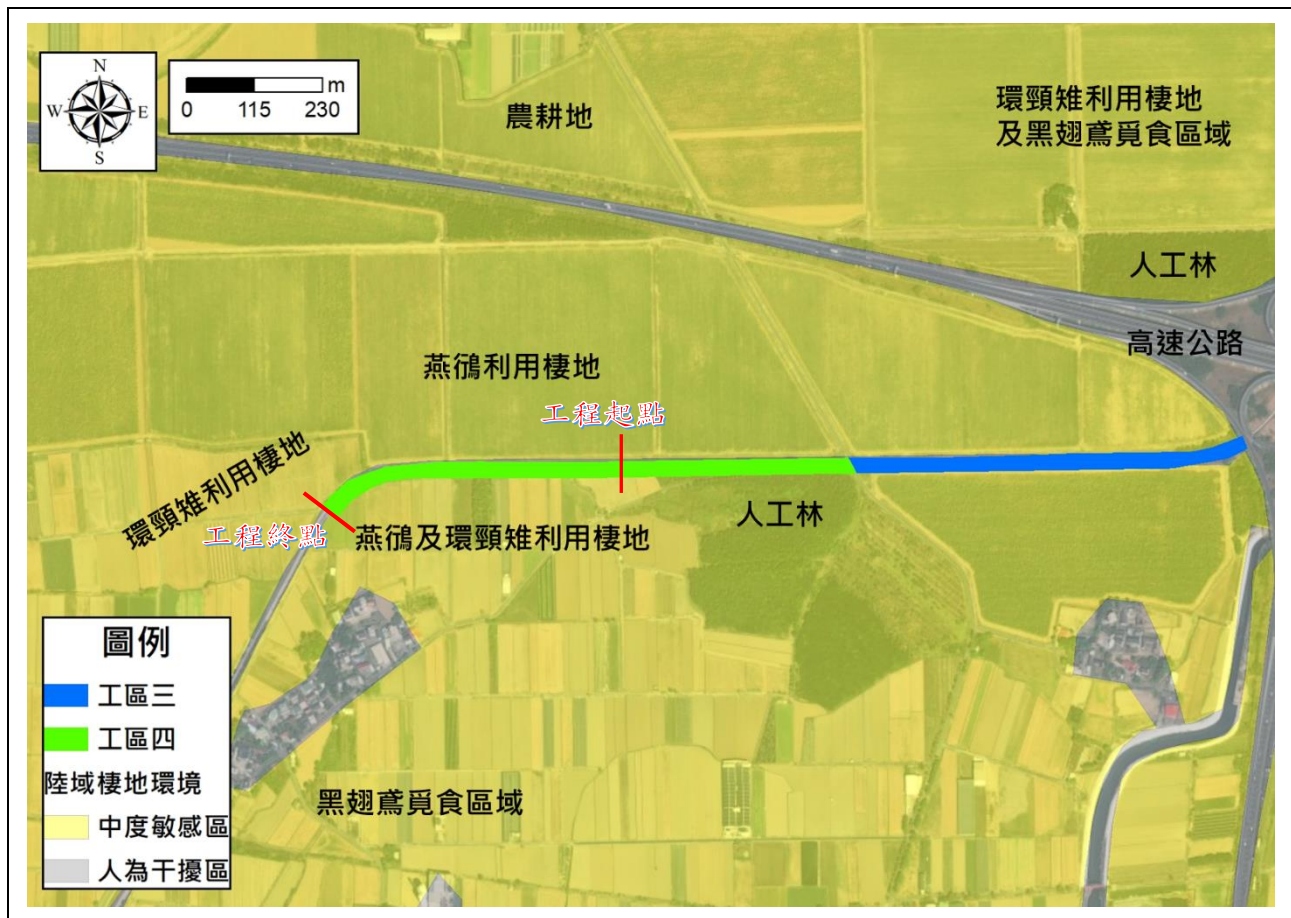 N
W
E
S
m
0 115 230
農耕地
環頸雉利用棲地
及黑翅鳶覓食區域
人工林
高速公路
燕鴴利用棲地
工程起點
環頸雉利用棲地
人工林
工程終點
燕鴴及環頸雉利用棲地
黑翅鳶覓食區域
圖例
工區三
工區四
陸域棲地環境
中度敏感區
人為干擾區